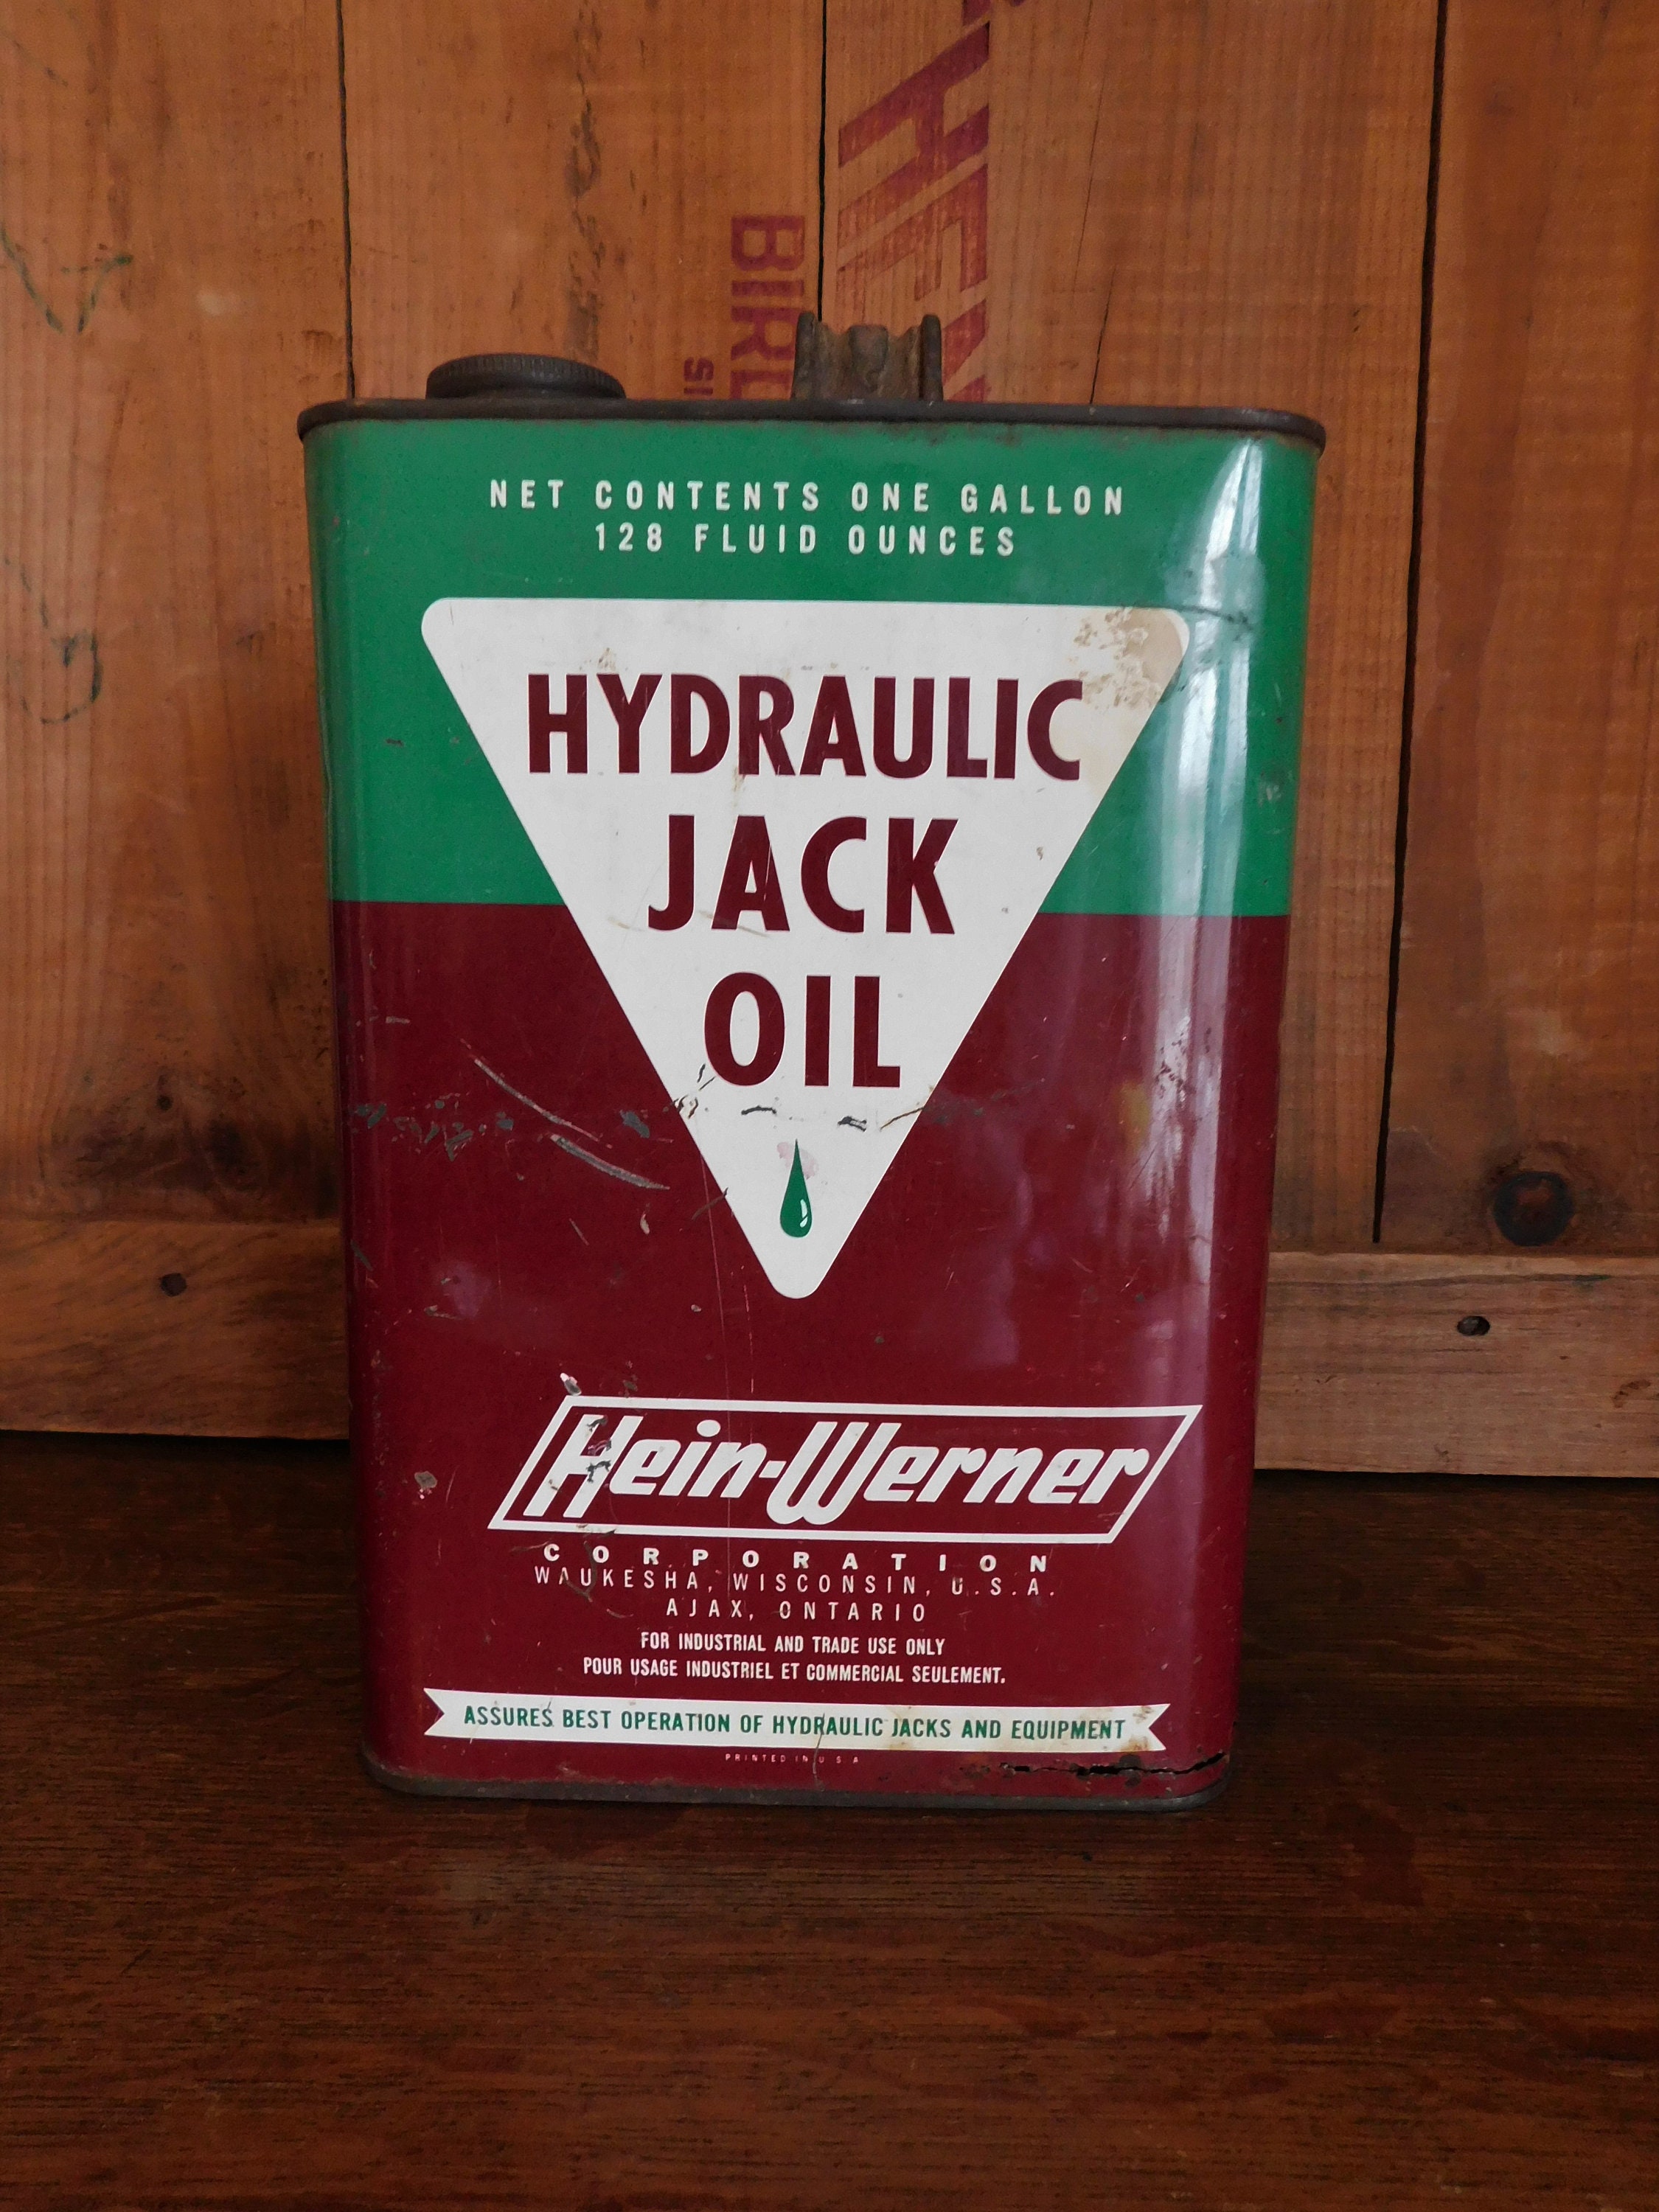 BIRD
NET CONTENTS ONE GALLON
128 FLUID OUNCES
HYDRAULIC
JACK
OIL
Hein-Werner
CORPORATION
WAUKESHA, WISCONSIN, U.S.A.
AJAX, ONTARIO
FOR INDUSTRIAL AND TRADE USE ONLY
POUR USAGE INDUSTRIEL ET COMMERCIAL SEULEMENT.
ASSURES BEST OPERATION OF HYDRAULIC JACKS AND EQUIPMENT
PRINTED IN U S A